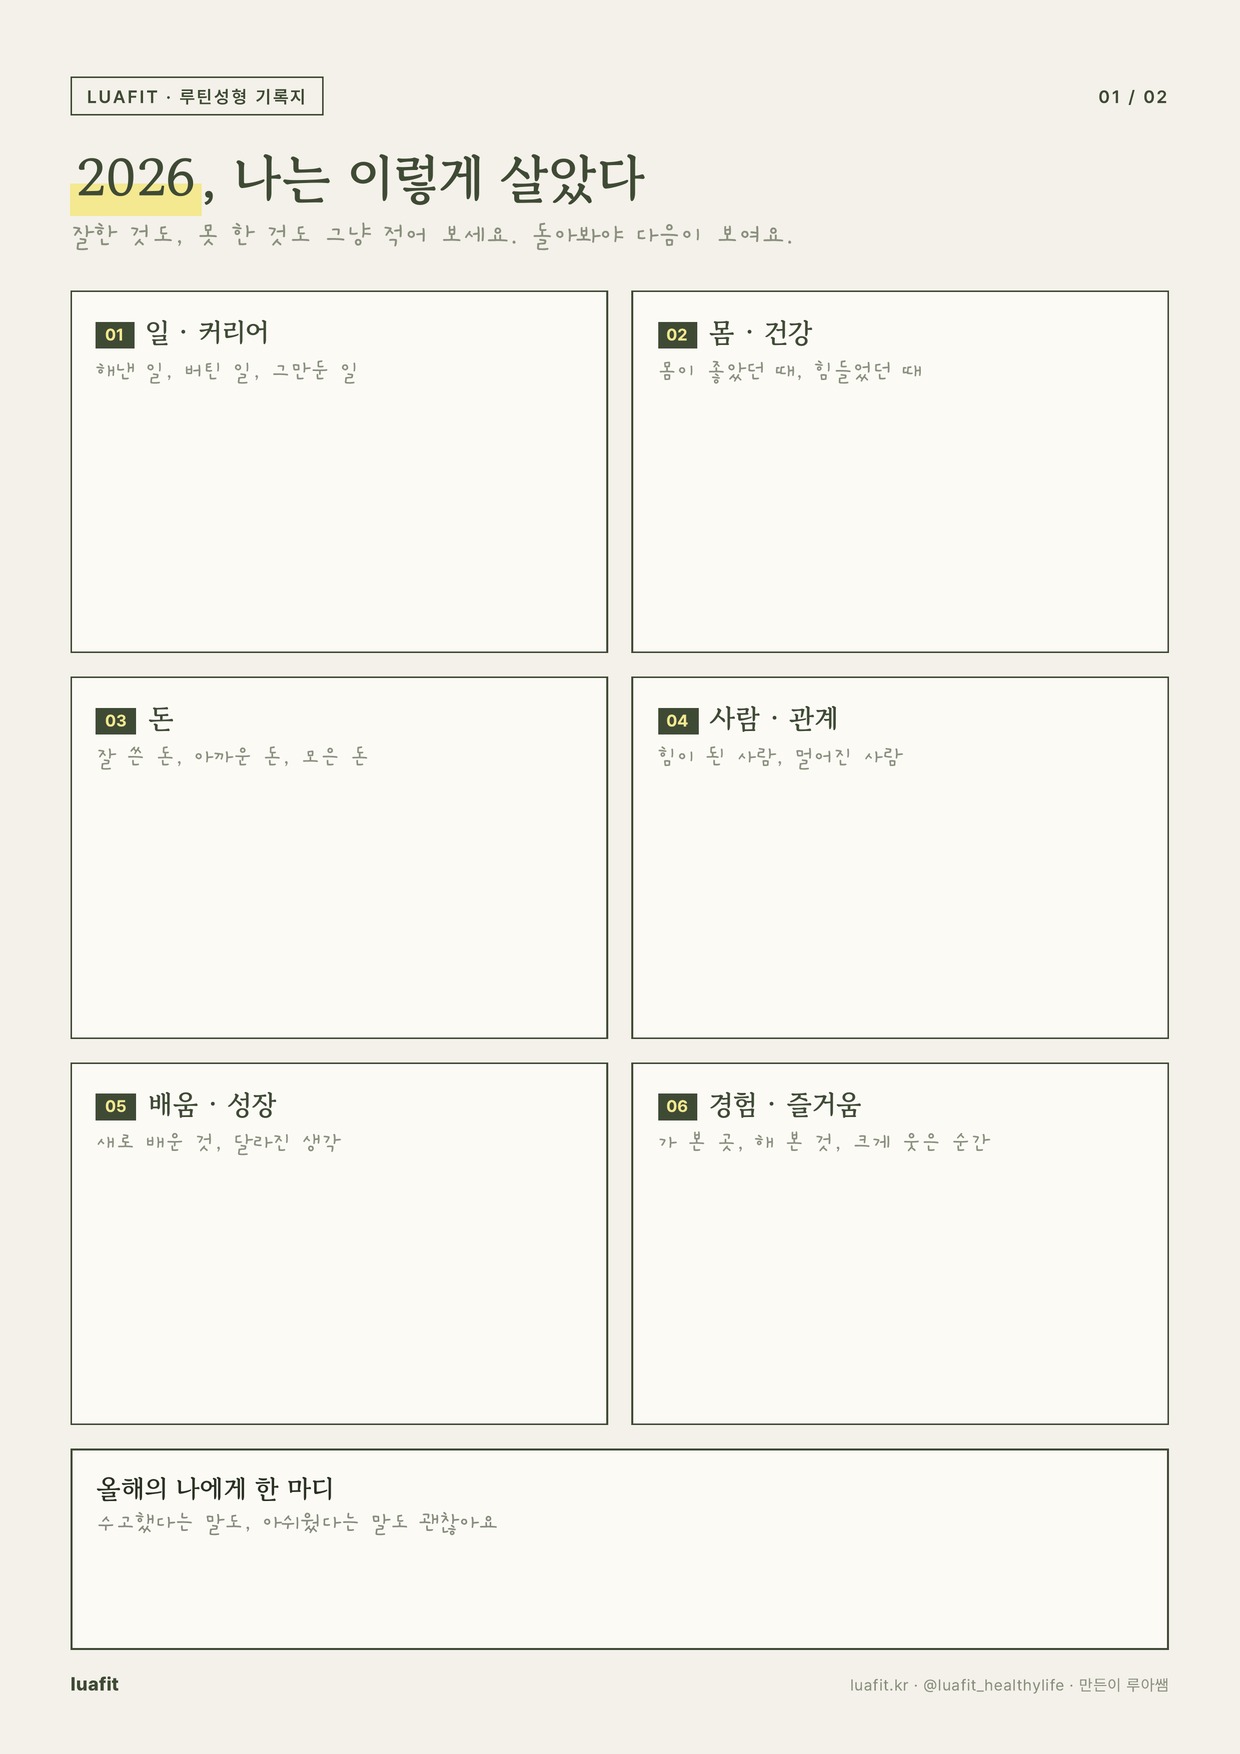 LUAFIT · 루틴성형 기록지
01 / 02
2026, 나는 이렇게 살았다
잘한 것도, 못 한 것도 그냥 적어 보세요. 돌아봐야 다음이 보여요.
01 일 · 커리어
해낸 일, 버틴 일, 그만둔 일
02 몸 · 건강
몸이 좋았던 때, 힘들었던 때
03 돈
잘 쓴 돈, 아까운 돈, 모은 돈
04 사람 · 관계
힘이 된 사람, 멀어진 사람
05 배움 · 성장
새로 배운 것, 달라진 생각
06 경험 · 즐거움
가 본 곳, 해 본 것, 크게 웃은 순간
올해의 나에게 한 마디
수고했다는 말도, 아쉬웠다는 말도 괜찮아요
luafit
luafit.kr · @luafit_healthylife · 만든이 루아쌤